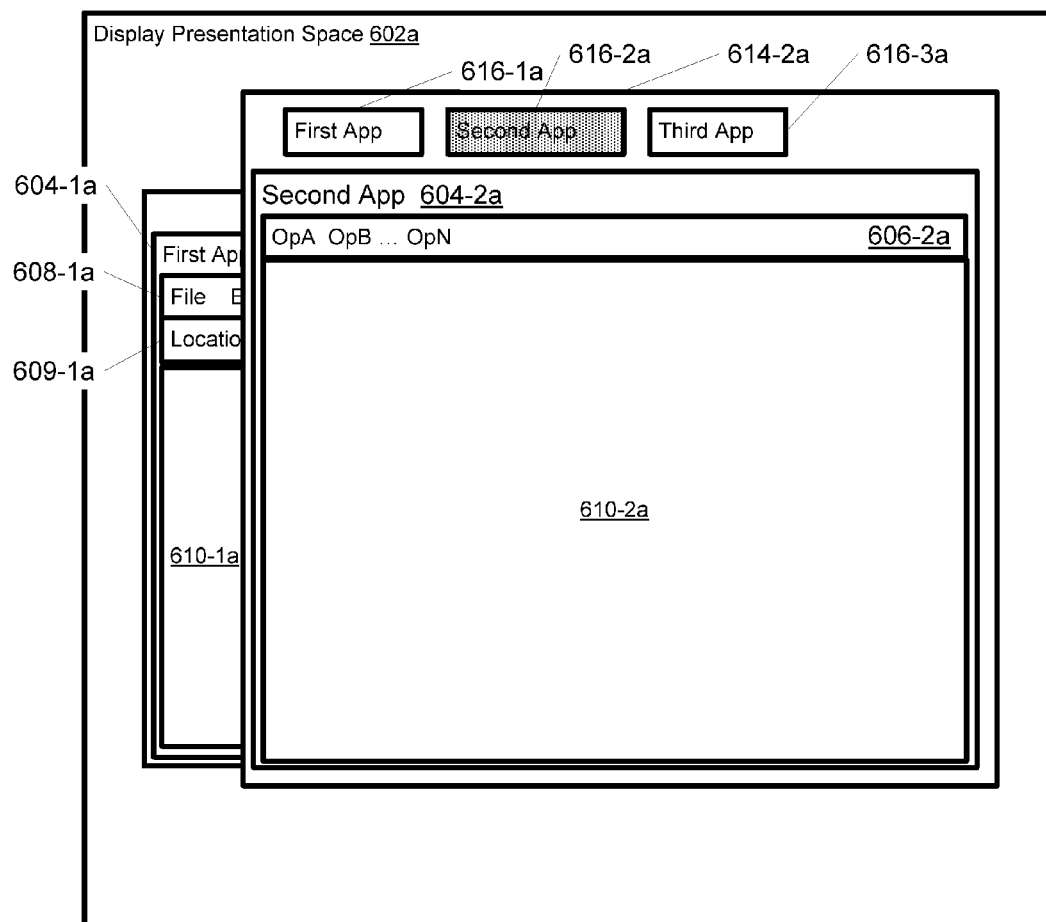 Display Presentation Space 602a
616-1a
616-2a
614-2a
616-3a
First App
Second App
Third App
604-1a
Second App 604-2a
First Ap
OpA OpB ... OpN 606-2a
608-1a
File E
Locatio
609-1a
610-2a
610-1a